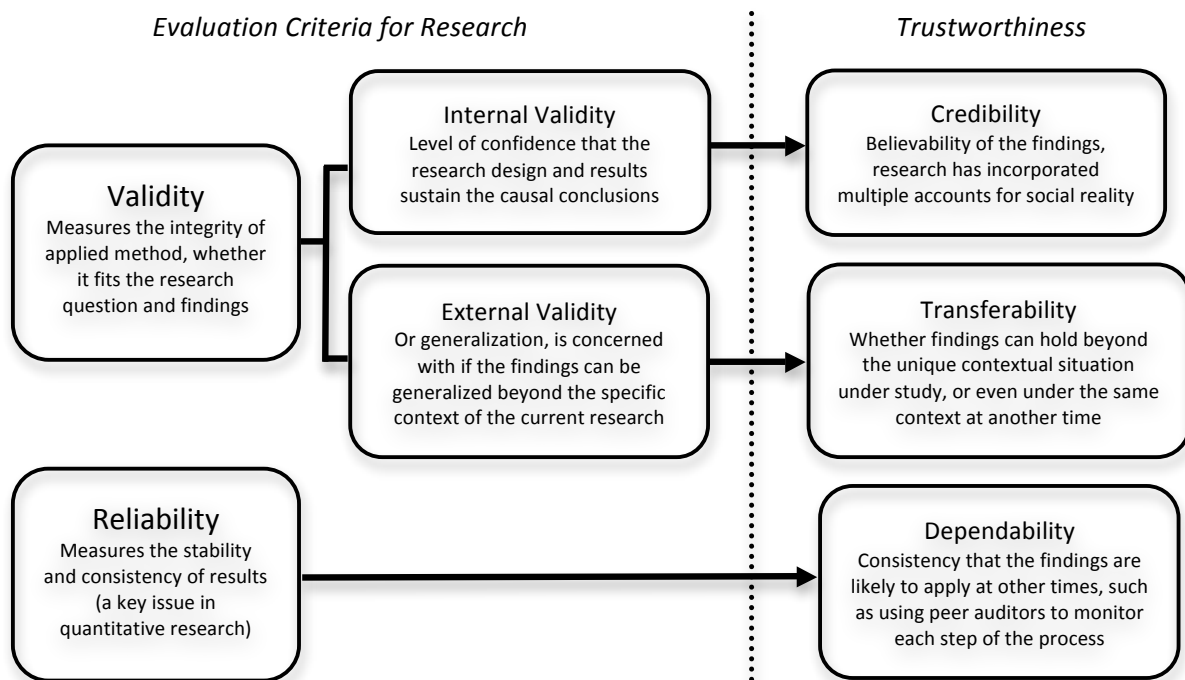 Evaluation Criteria for Research
Trustworthiness
Internal Validity
Level of confidence that the
research design and results
sustain the causal conclusions
Credibility
Believability of the findings,
research has incorporated
multiple accounts for social reality
Validity
Measures the integrity of
applied method, whether
it fits the research
question and findings
External Validity
Or generalization, is concerned
with if the findings can be
generalized beyond the specific
context of the current research
Transferability
Whether findings can hold beyond
the unique contextual situation
under study, or even under the same
context at another time
Reliability
Measures the stability
and consistency of results
(a key issue in
quantitative research)
Dependability
Consistency that the findings are
likely to apply at other times, such
as using peer auditors to monitor
each step of the process